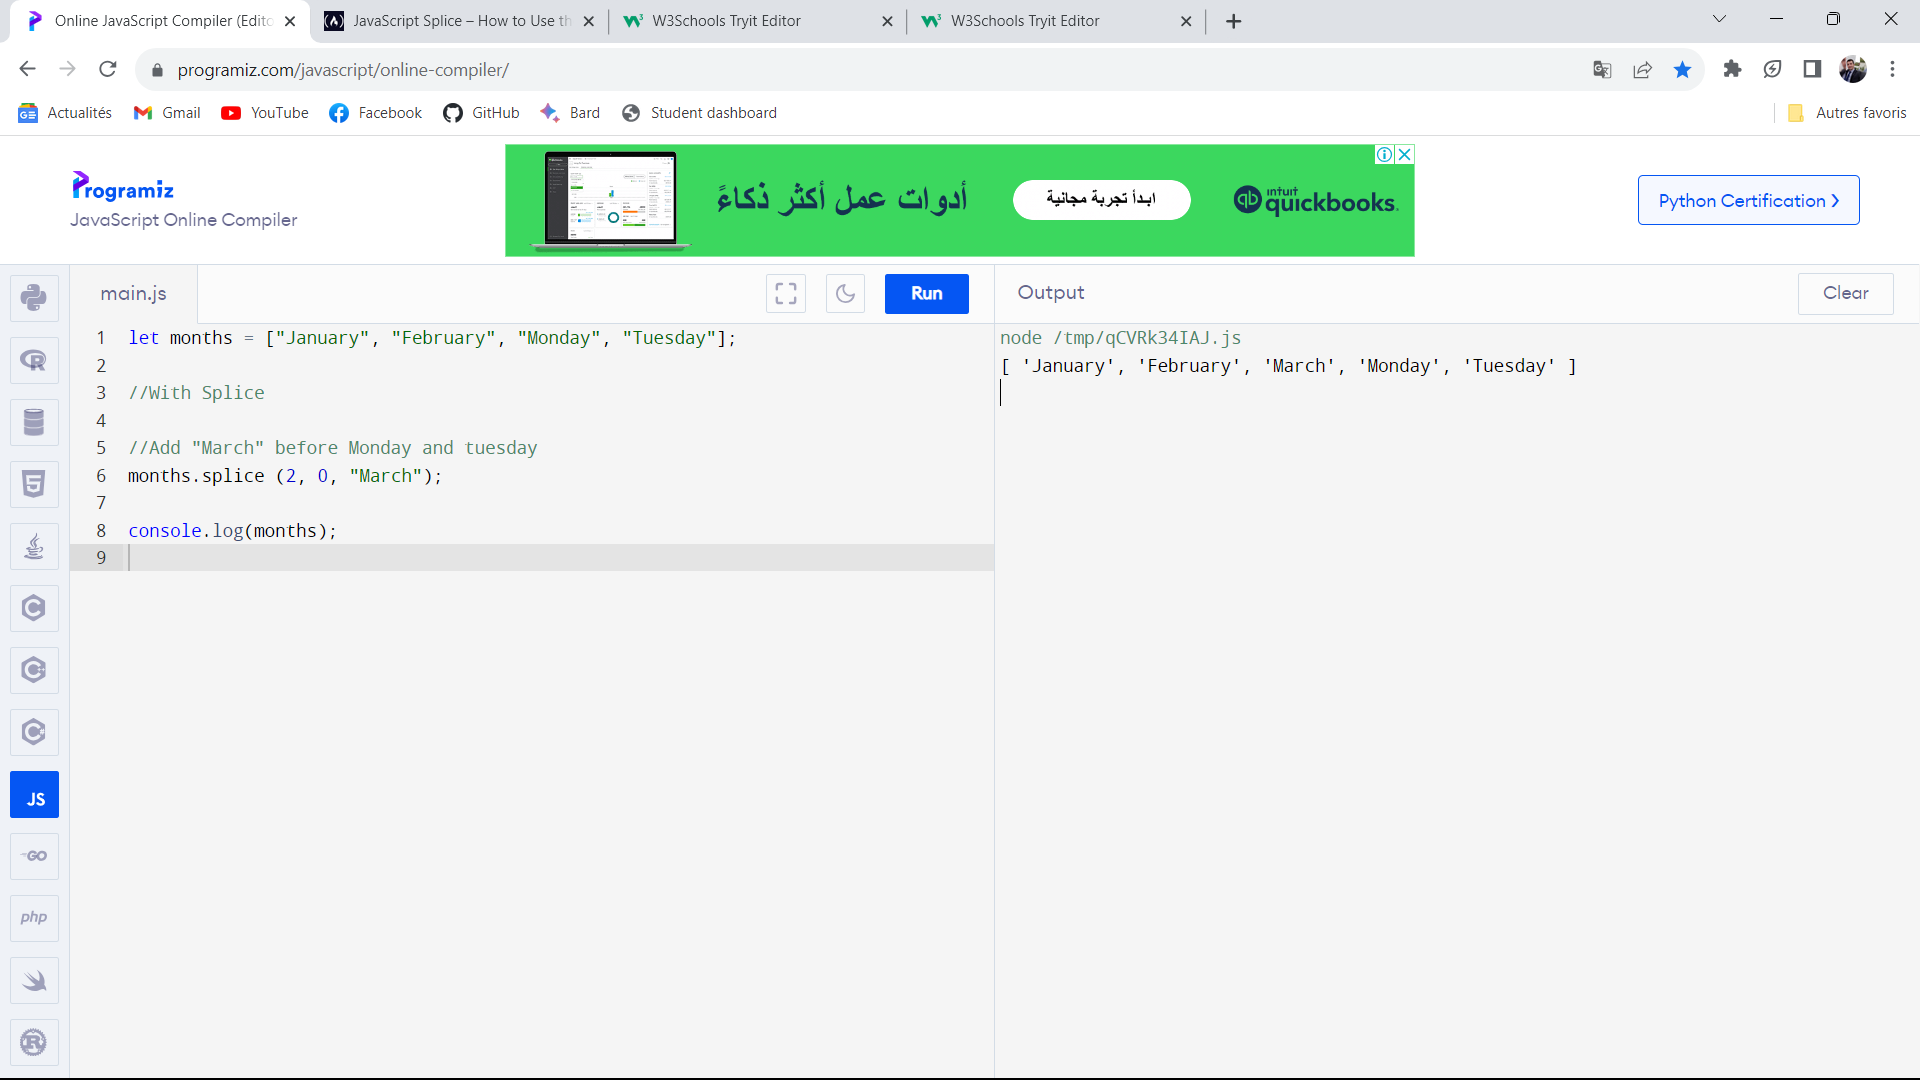 Online JavaScript Compiler (Edito
JavaScript Splice – How to Use th
W3Schools Tryit Editor
W3Schools Tryit Editor
programiz.com/javascript/online-compiler/
Actualités
Gmail
YouTube
Facebook
GitHub
Bard
Student dashboard
Autres favoris
Programiz
JavaScript Online Compiler
أدوات عمل أكثر ذكاءً
ابدأ تجربة مجانية
intuit
quickbooks.
Python Certification
main.js
Run
Output
Clear
1 let months = ["January", "February", "Monday", "Tuesday"];
2
3 //With Splice
4
5 //Add "March" before Monday and tuesday
6 months.splice (2, 0, "March");
7
8 console.log(months);
9
node /tmp/qCVRk34IAJ.js
[ 'January', 'February', 'March', 'Monday', 'Tuesday' ]
JS
GO
php